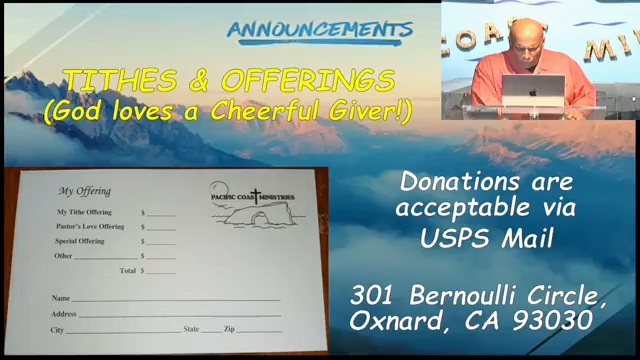 ANNOUNCEMENTS
TITHES & OFFERINGS
(God loves a Cheerful Giver!)
COAST MIN
My Offering
PACIFIC COAST MINISTRIES
My Tithe Offering $
Pastor's Love Offering $
Special Offering $
Other $
Total $
Name
Address
City State Zip
Donations are
acceptable via
USPS Mail
301 Bernoulli Circle,
Oxnard, CA 93030